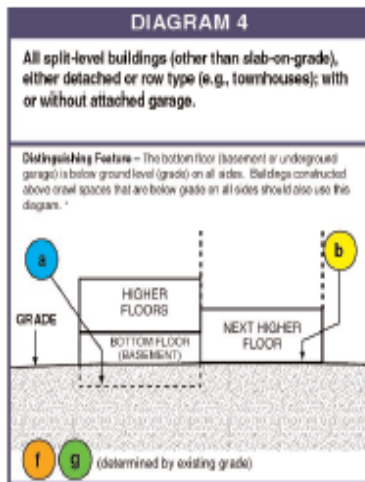 DIAGRAM 4
All split-level buildings (other than slab-on-grade),
either detached or row type (e.g., townhouses); with
or without attached garage.
Distinguishing Feature – The bottom floor (basement or underground
garage) is below ground level (grade) on all sides. Buildings constructed
above crawl spaces that are below grade on all sides should also use this
diagram. *
a
b
HIGHER
FLOORS
GRADE
NEXT HIGHER
FLOOR
BOTTOM FLOOR
(BASEMENT)
f g (determined by existing grade)